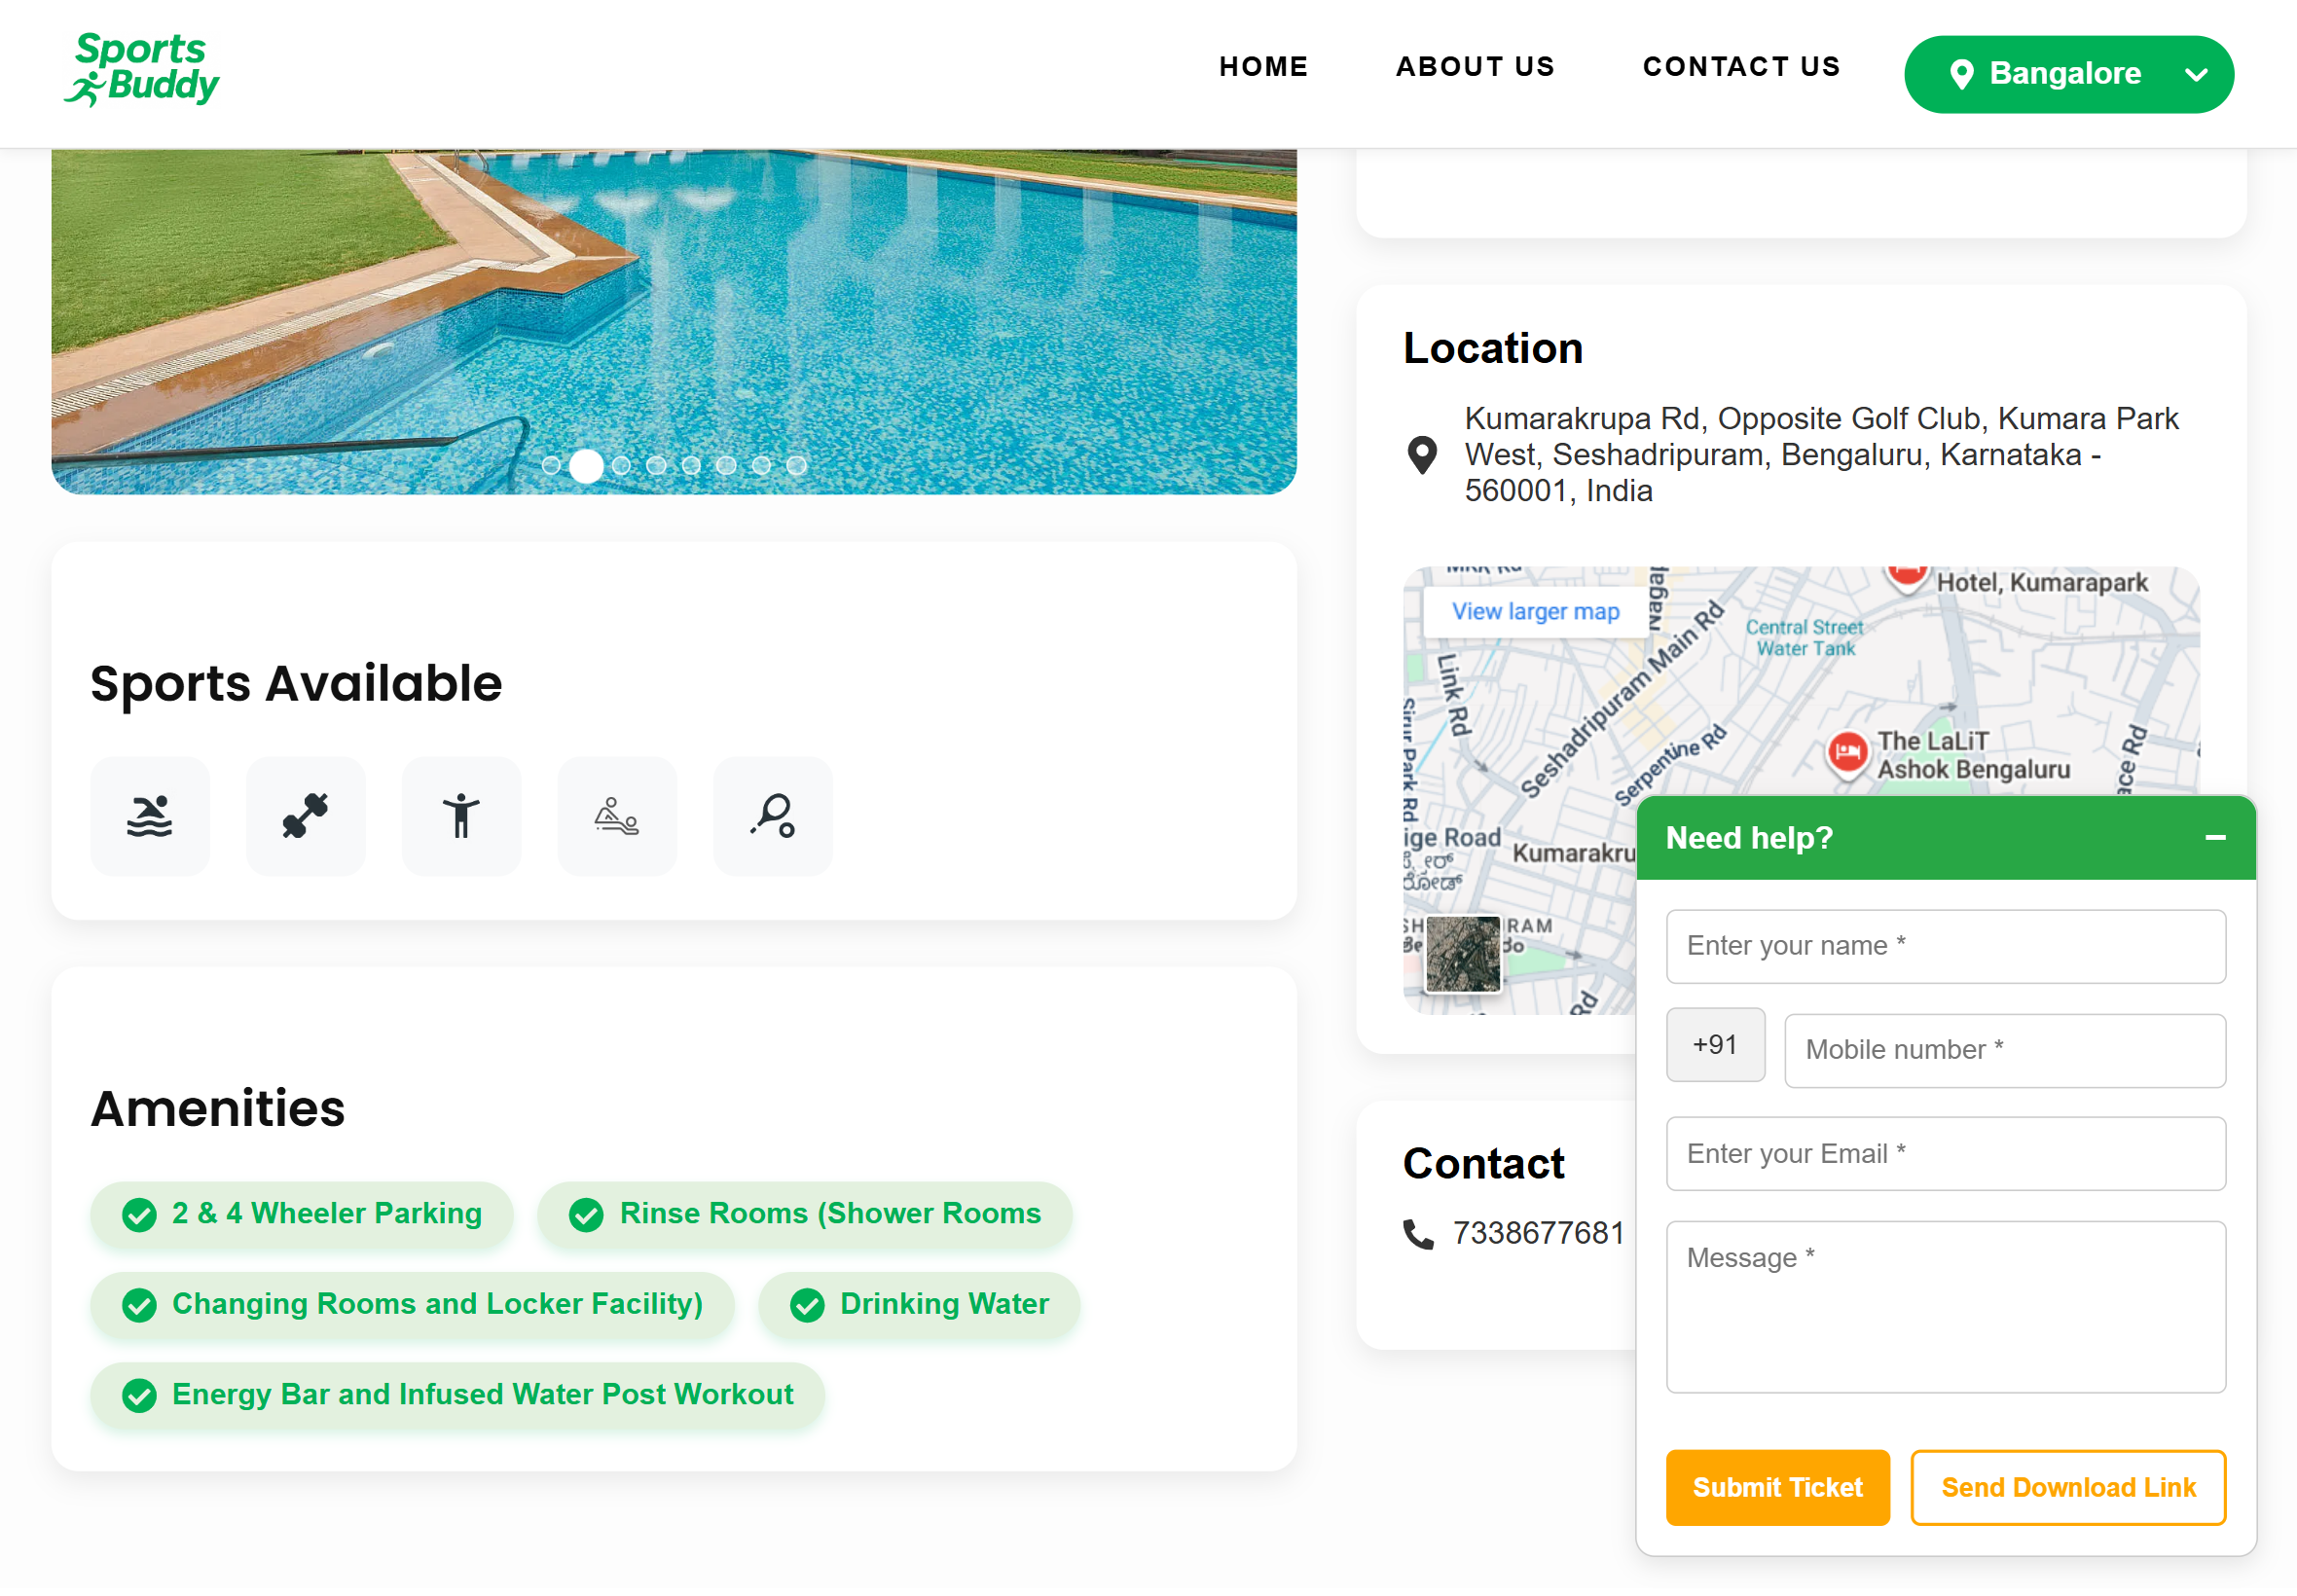 Sports
Buddy
HOME
ABOUT US
CONTACT US
Bangalore
Sports Available
Amenities
2 & 4 Wheeler Parking
Rinse Rooms (Shower Rooms
Changing Rooms and Locker Facility)
Drinking Water
Energy Bar and Infused Water Post Workout
Location
Kumarakrupa Rd, Opposite Golf Club, Kumara Park
West, Seshadripuram, Bengaluru, Karnataka -
560001, India
View larger map
Hotel, Kumarapark
Central Street
Water Tank
Link Rd
Seshadripuram Main Rd
Serpentine Rd
The LaLiT
Ashok Bengaluru
Park Rd
ige Road
Kumarakru
RAM
Rd
Contact
7338677681
Need help?
Enter your name *
+91
Mobile number *
Enter your Email *
Message *
Submit Ticket
Send Download Link